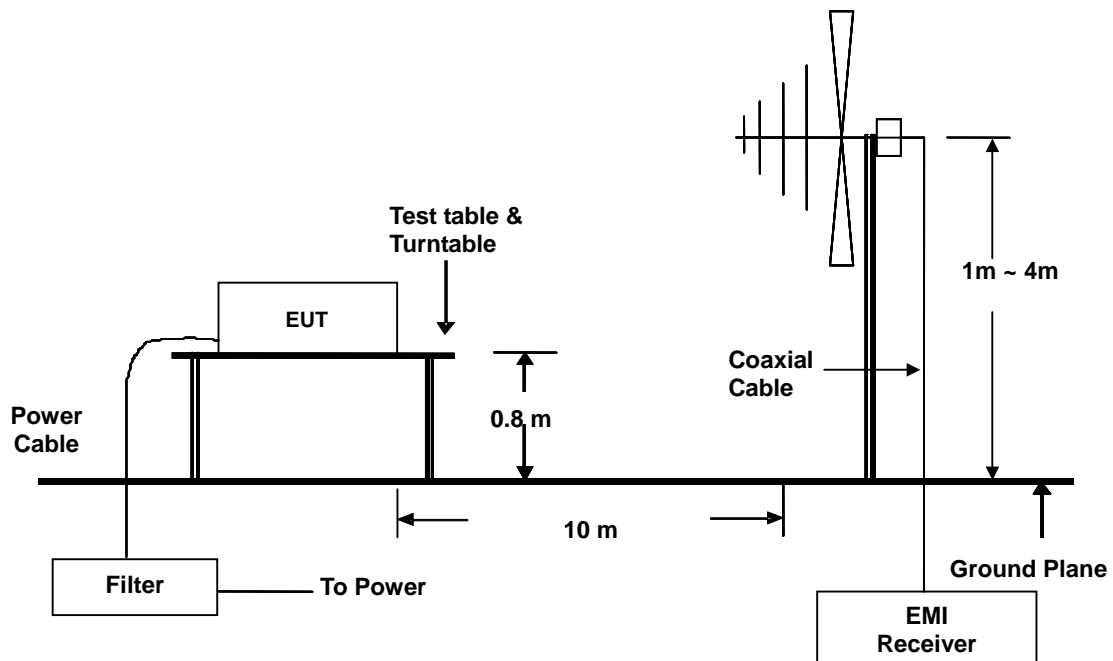 Test table &
Turntable
EUT
1m ~ 4m
Coaxial
Cable
0.8 m
Power
Cable
10 m
Filter
To Power
Ground Plane
EMI
Receiver